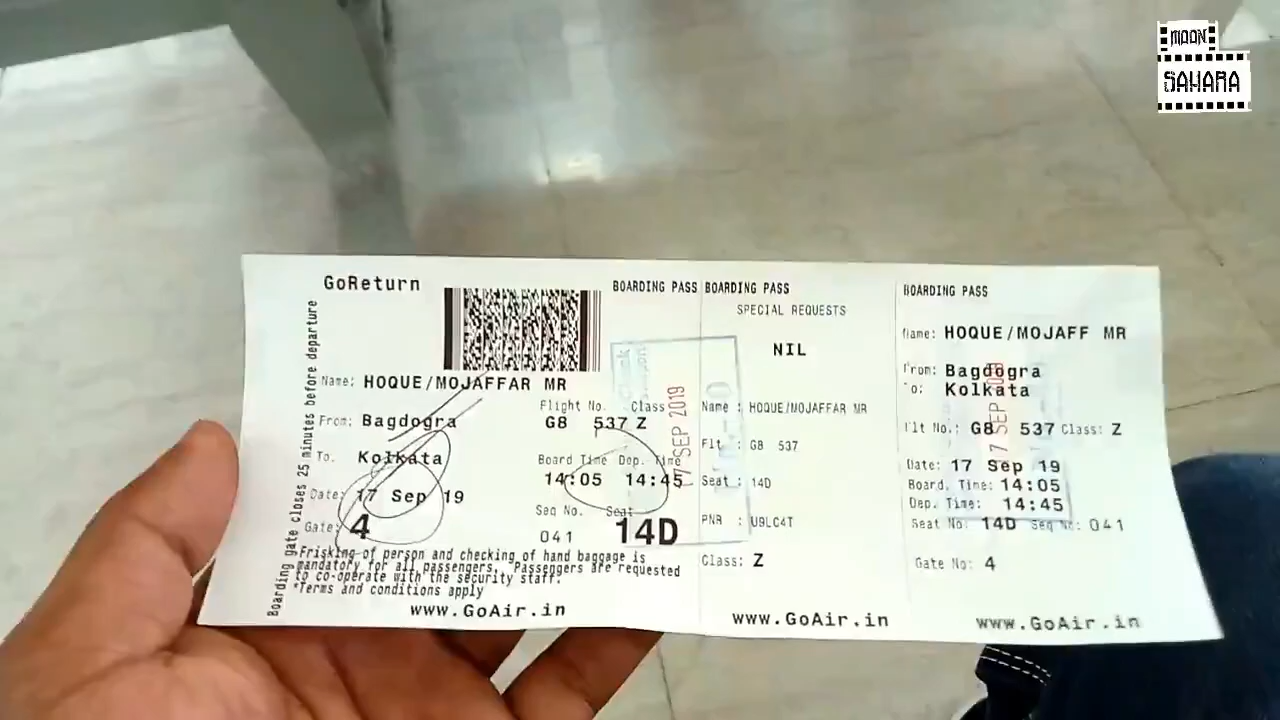 MOON
SAHARA
GoReturn
BOARDING PASS
Boarding gate closes 25 minutes before departure
Name: HOQUE/MOJAFFAR MR
From: Bagdogra
To. Kolkata
Date: 17 Sep 19
Gate: 4
Flight No. Class
G8 537 Z
Board Time Dep. Time
14:05 14:45
Seq No. Seat
041 14D
17 SEP 2019
*Frisking of person and checking of hand baggage is
mandatory for all passengers. *Passengers are requested
to co-operate with the security staff.
*Terms and conditions apply
www.GoAir.in
BOARDING PASS
SPECIAL REQUESTS
NIL
Name : HOQUE/MOJAFFAR MR
Flt : G8 537
Seat : 14D
PNR : U9LC4T
Class: Z
www.GoAir.in
BOARDING PASS
Name: HOQUE/MOJAFF MR
From: Bagdogra
To: Kolkata
Flt No.: G8 537 Class: Z
Date: 17 Sep 19
Board. Time: 14:05
Dep. Time: 14:45
Seat No: 14D Seq No: 041
Gate No: 4
www.GoAir.in